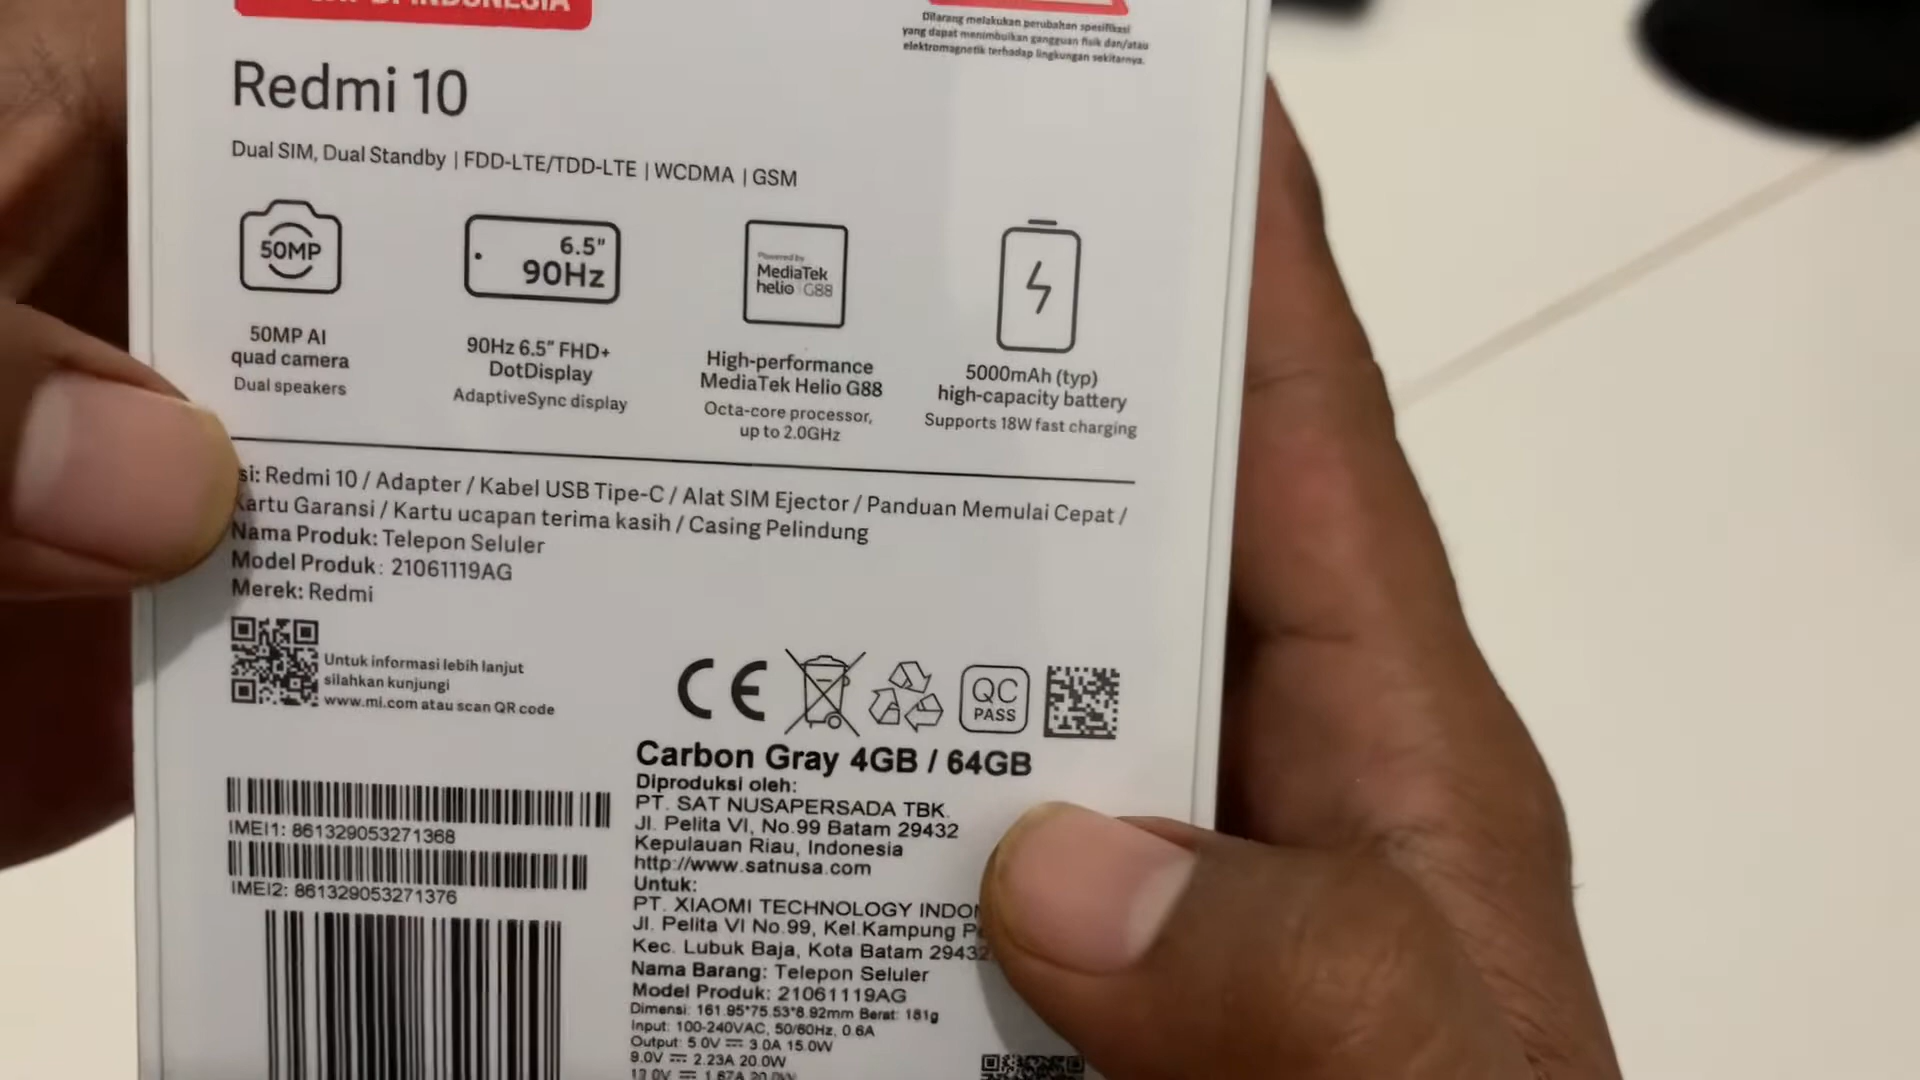 INDONESIA
Dilarang melakukan perubahan spesifikasi
yang dapat menimbulkan gangguan fisik dan/atau
elektromagnetik terhadap lingkungan sekitarnya.
Redmi 10
Dual SIM, Dual Standby | FDD-LTE/TDD-LTE | WCDMA | GSM
50MP
6.5"
90Hz
Powered by
MediaTek
helio G88
50MP AI
quad camera
Dual speakers
90Hz 6.5" FHD+
DotDisplay
AdaptiveSync display
High-performance
MediaTek Helio G88
Octa-core processor,
up to 2.0GHz
5000mAh (typ)
high-capacity battery
Supports 18W fast charging
si: Redmi 10 / Adapter / Kabel USB Tipe-C / Alat SIM Ejector / Panduan Memulai Cepat /
Kartu Garansi / Kartu ucapan terima kasih / Casing Pelindung
Nama Produk: Telepon Seluler
Model Produk: 21061119AG
Merek: Redmi
Untuk informasi lebih lanjut
silahkan kunjungi
www.mi.com atau scan QR code
CE
QC
PASS
Carbon Gray 4GB / 64GB
Diproduksi oleh:
PT. SAT NUSAPERSADA TBK.
Jl. Pelita VI, No.99 Batam 29432
Kepulauan Riau, Indonesia
http://www.satnusa.com
Untuk:
PT. XIAOMI TECHNOLOGY INDO
Jl. Pelita VI No.99, Kel.Kampung Pe
Kec. Lubuk Baja, Kota Batam 29432
Nama Barang: Telepon Seluler
Model Produk: 21061119AG
Dimensi: 161.95*75.53*8.92mm Berat: 181g
Input: 100-240VAC, 50/60Hz, 0.6A
Output: 5.0V ⎓ 3.0A 15.0W
9.0V ⎓ 2.23A 20.0W
12.0V ⎓ 1.67A 20.0W
IMEI1: 861329053271368
IMEI2: 861329053271376